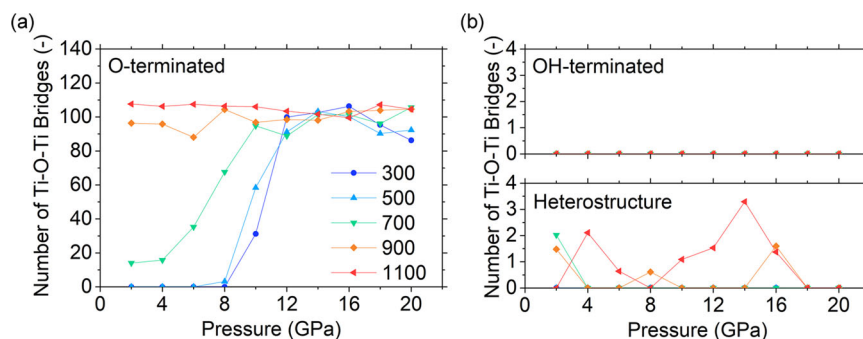 (a)
Number of Ti-O-Ti Bridges (-)
140
120
100
80
60
40
20
0
O-terminated
300
500
700
900
1100
0 4 8 12 16 20
Pressure (GPa)
(b)
Number of Ti-O-Ti Bridges (-)
4
3
2
1
0
OH-terminated
4
3
2
1
0
Heterostructure
0 4 8 12 16 20
Pressure (GPa)